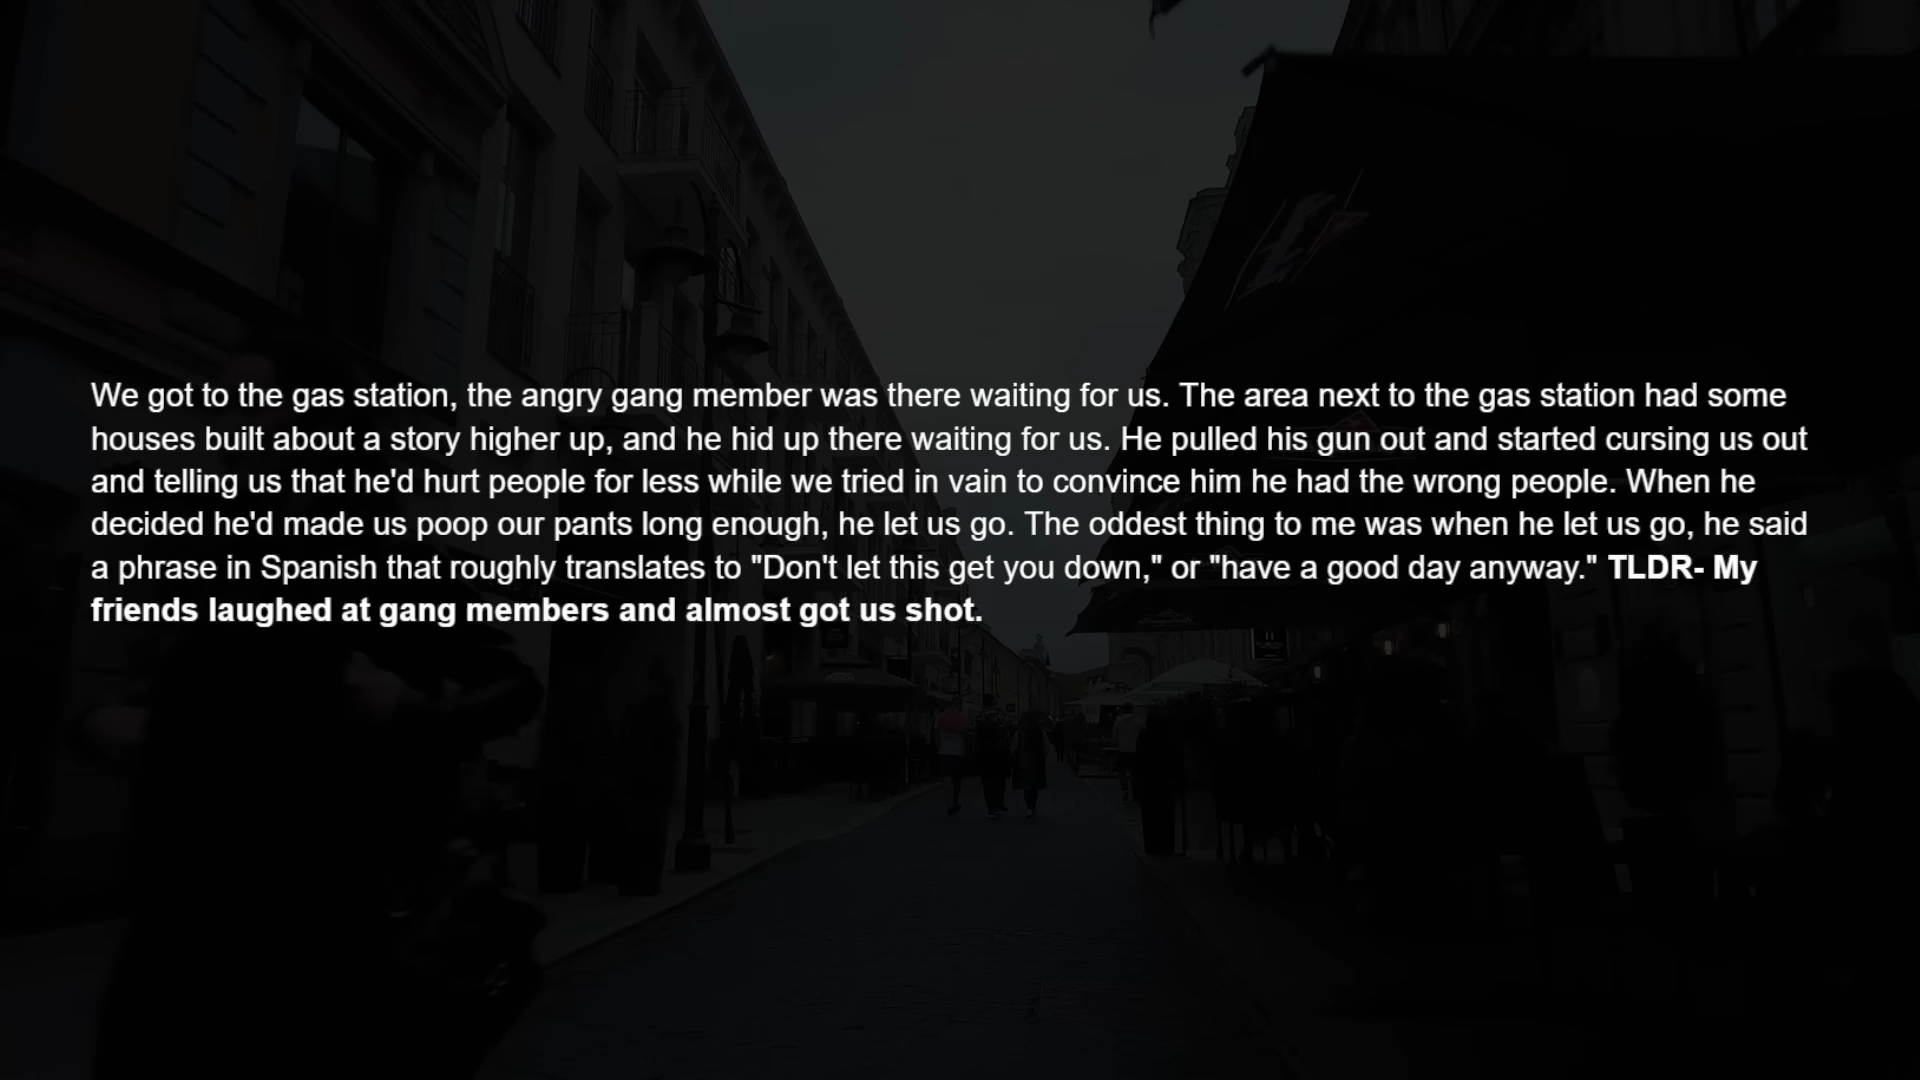 We got to the gas station, the angry gang member was there waiting for us. The area next to the gas station had some
houses built about a story higher up, and he hid up there waiting for us. He pulled his gun out and started cursing us out
and telling us that he'd hurt people for less while we tried in vain to convince him he had the wrong people. When he
decided he'd made us poop our pants long enough, he let us go. The oddest thing to me was when he let us go, he said
a phrase in Spanish that roughly translates to "Don't let this get you down," or "have a good day anyway." TLDR- My
friends laughed at gang members and almost got us shot.